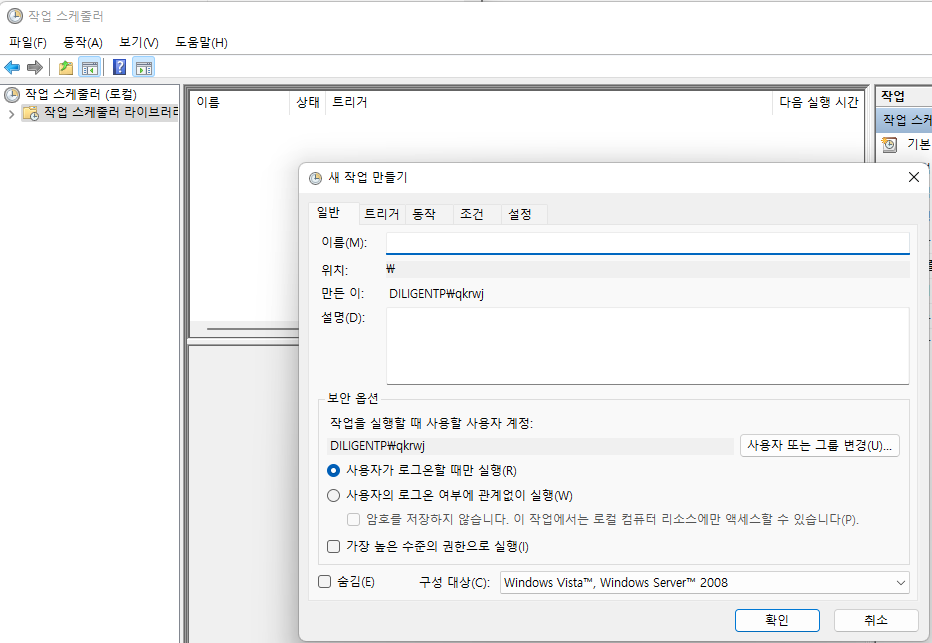 작업 스케줄러
파일(F) 동작(A) 보기(V) 도움말(H)
작업 스케줄러 (로컬)
작업 스케줄러 라이브러리
이름 상태 트리거 다음 실행 시간
작업
작업 스케
기본
새 작업 만들기
일반 트리거 동작 조건 설정
이름(M):
위치: ₩
만든 이: DILIGENTP₩qkrwj
설명(D):
보안 옵션
작업을 실행할 때 사용할 사용자 계정:
DILIGENTP₩qkrwj 사용자 또는 그룹 변경(U)...
사용자가 로그온할 때만 실행(R)
사용자의 로그온 여부에 관계없이 실행(W)
암호를 저장하지 않습니다. 이 작업에서는 로컬 컴퓨터 리소스에만 액세스할 수 있습니다(P).
가장 높은 수준의 권한으로 실행(I)
숨김(E) 구성 대상(C): Windows Vista™, Windows Server™ 2008
확인 취소